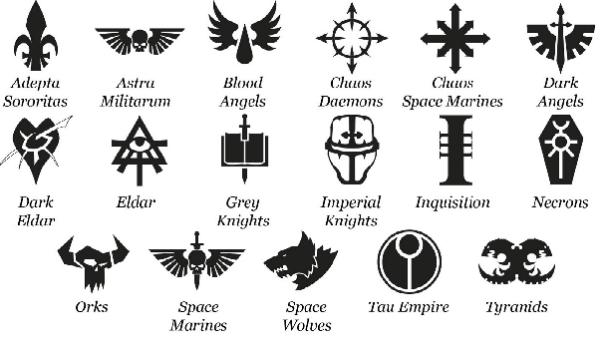 Adepta
Sororitas
Astra
Militarum
Blood
Angels
Chaos
Daemons
Chaos
Space Marines
Dark
Angels
Dark
Eldar
Eldar
Grey
Knights
Imperial
Knights
Inquisition
Necrons
Orks
Space
Marines
Space
Wolves
Tau Empire
Tyranids